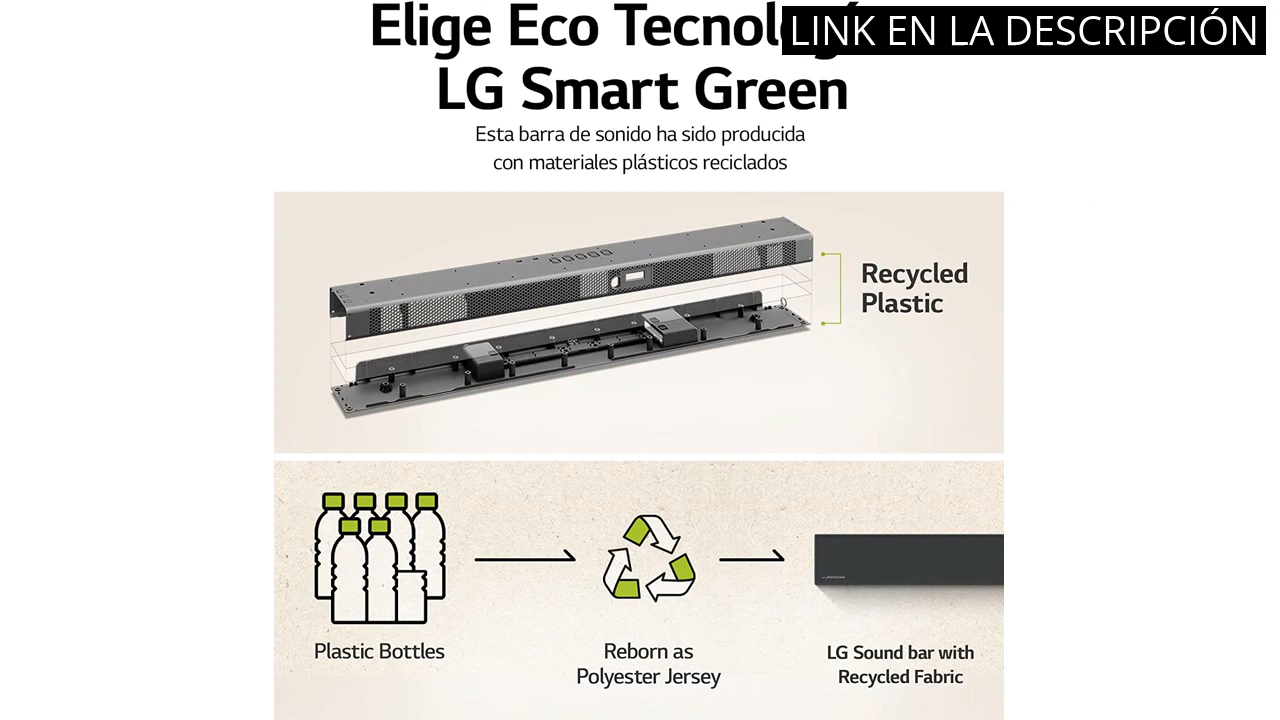 Elige Eco
LINK EN LA DESCRIPCIÓN
LG Smart Green
Esta barra de sonido ha sido producida
con materiales plásticos reciclados
Recycled
Plastic
Plastic Bottles
Reborn as
Polyester Jersey
LG Sound bar with
Recycled Fabric